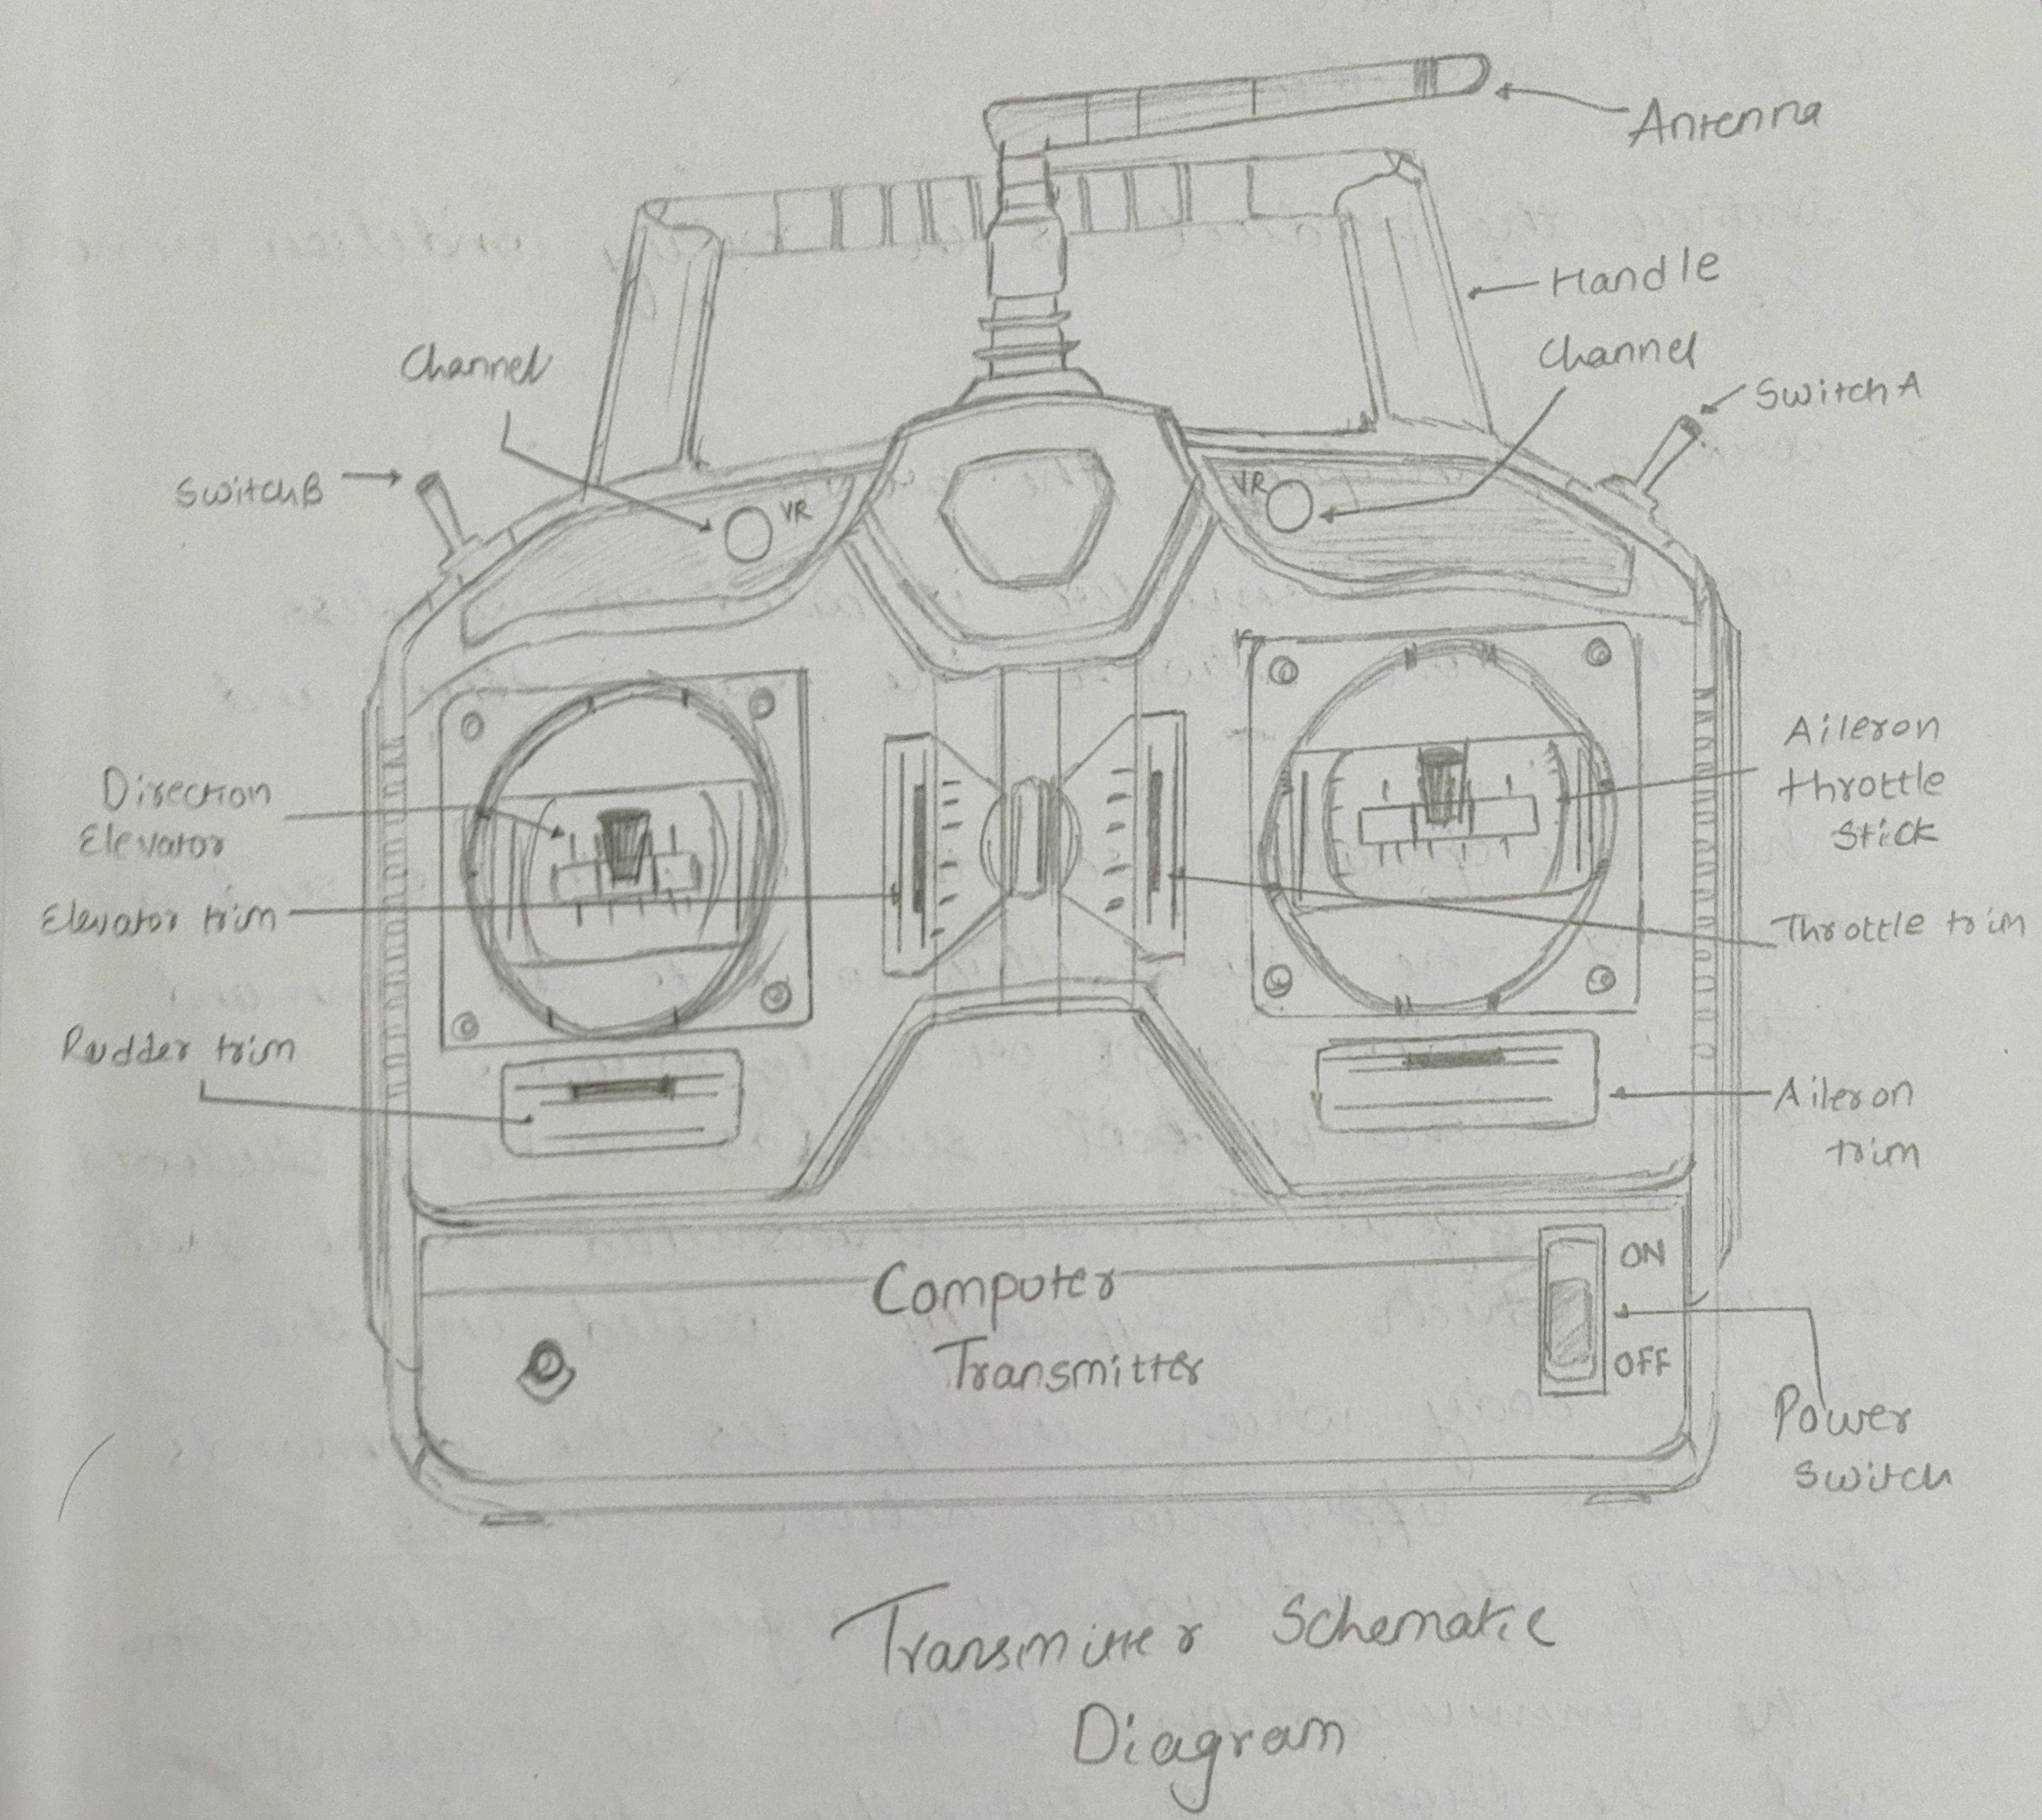 Antenna
Handle
Channel
Channel
Switch A
Switch B
VR
VR
Direction
Elevator
Aileron
throttle
stick
Elevator trim
Throttle trim
Rudder trim
Aileron
trim
ON
Computer
Transmitter
OFF
Power
switch
Transmitter Schematic
Diagram